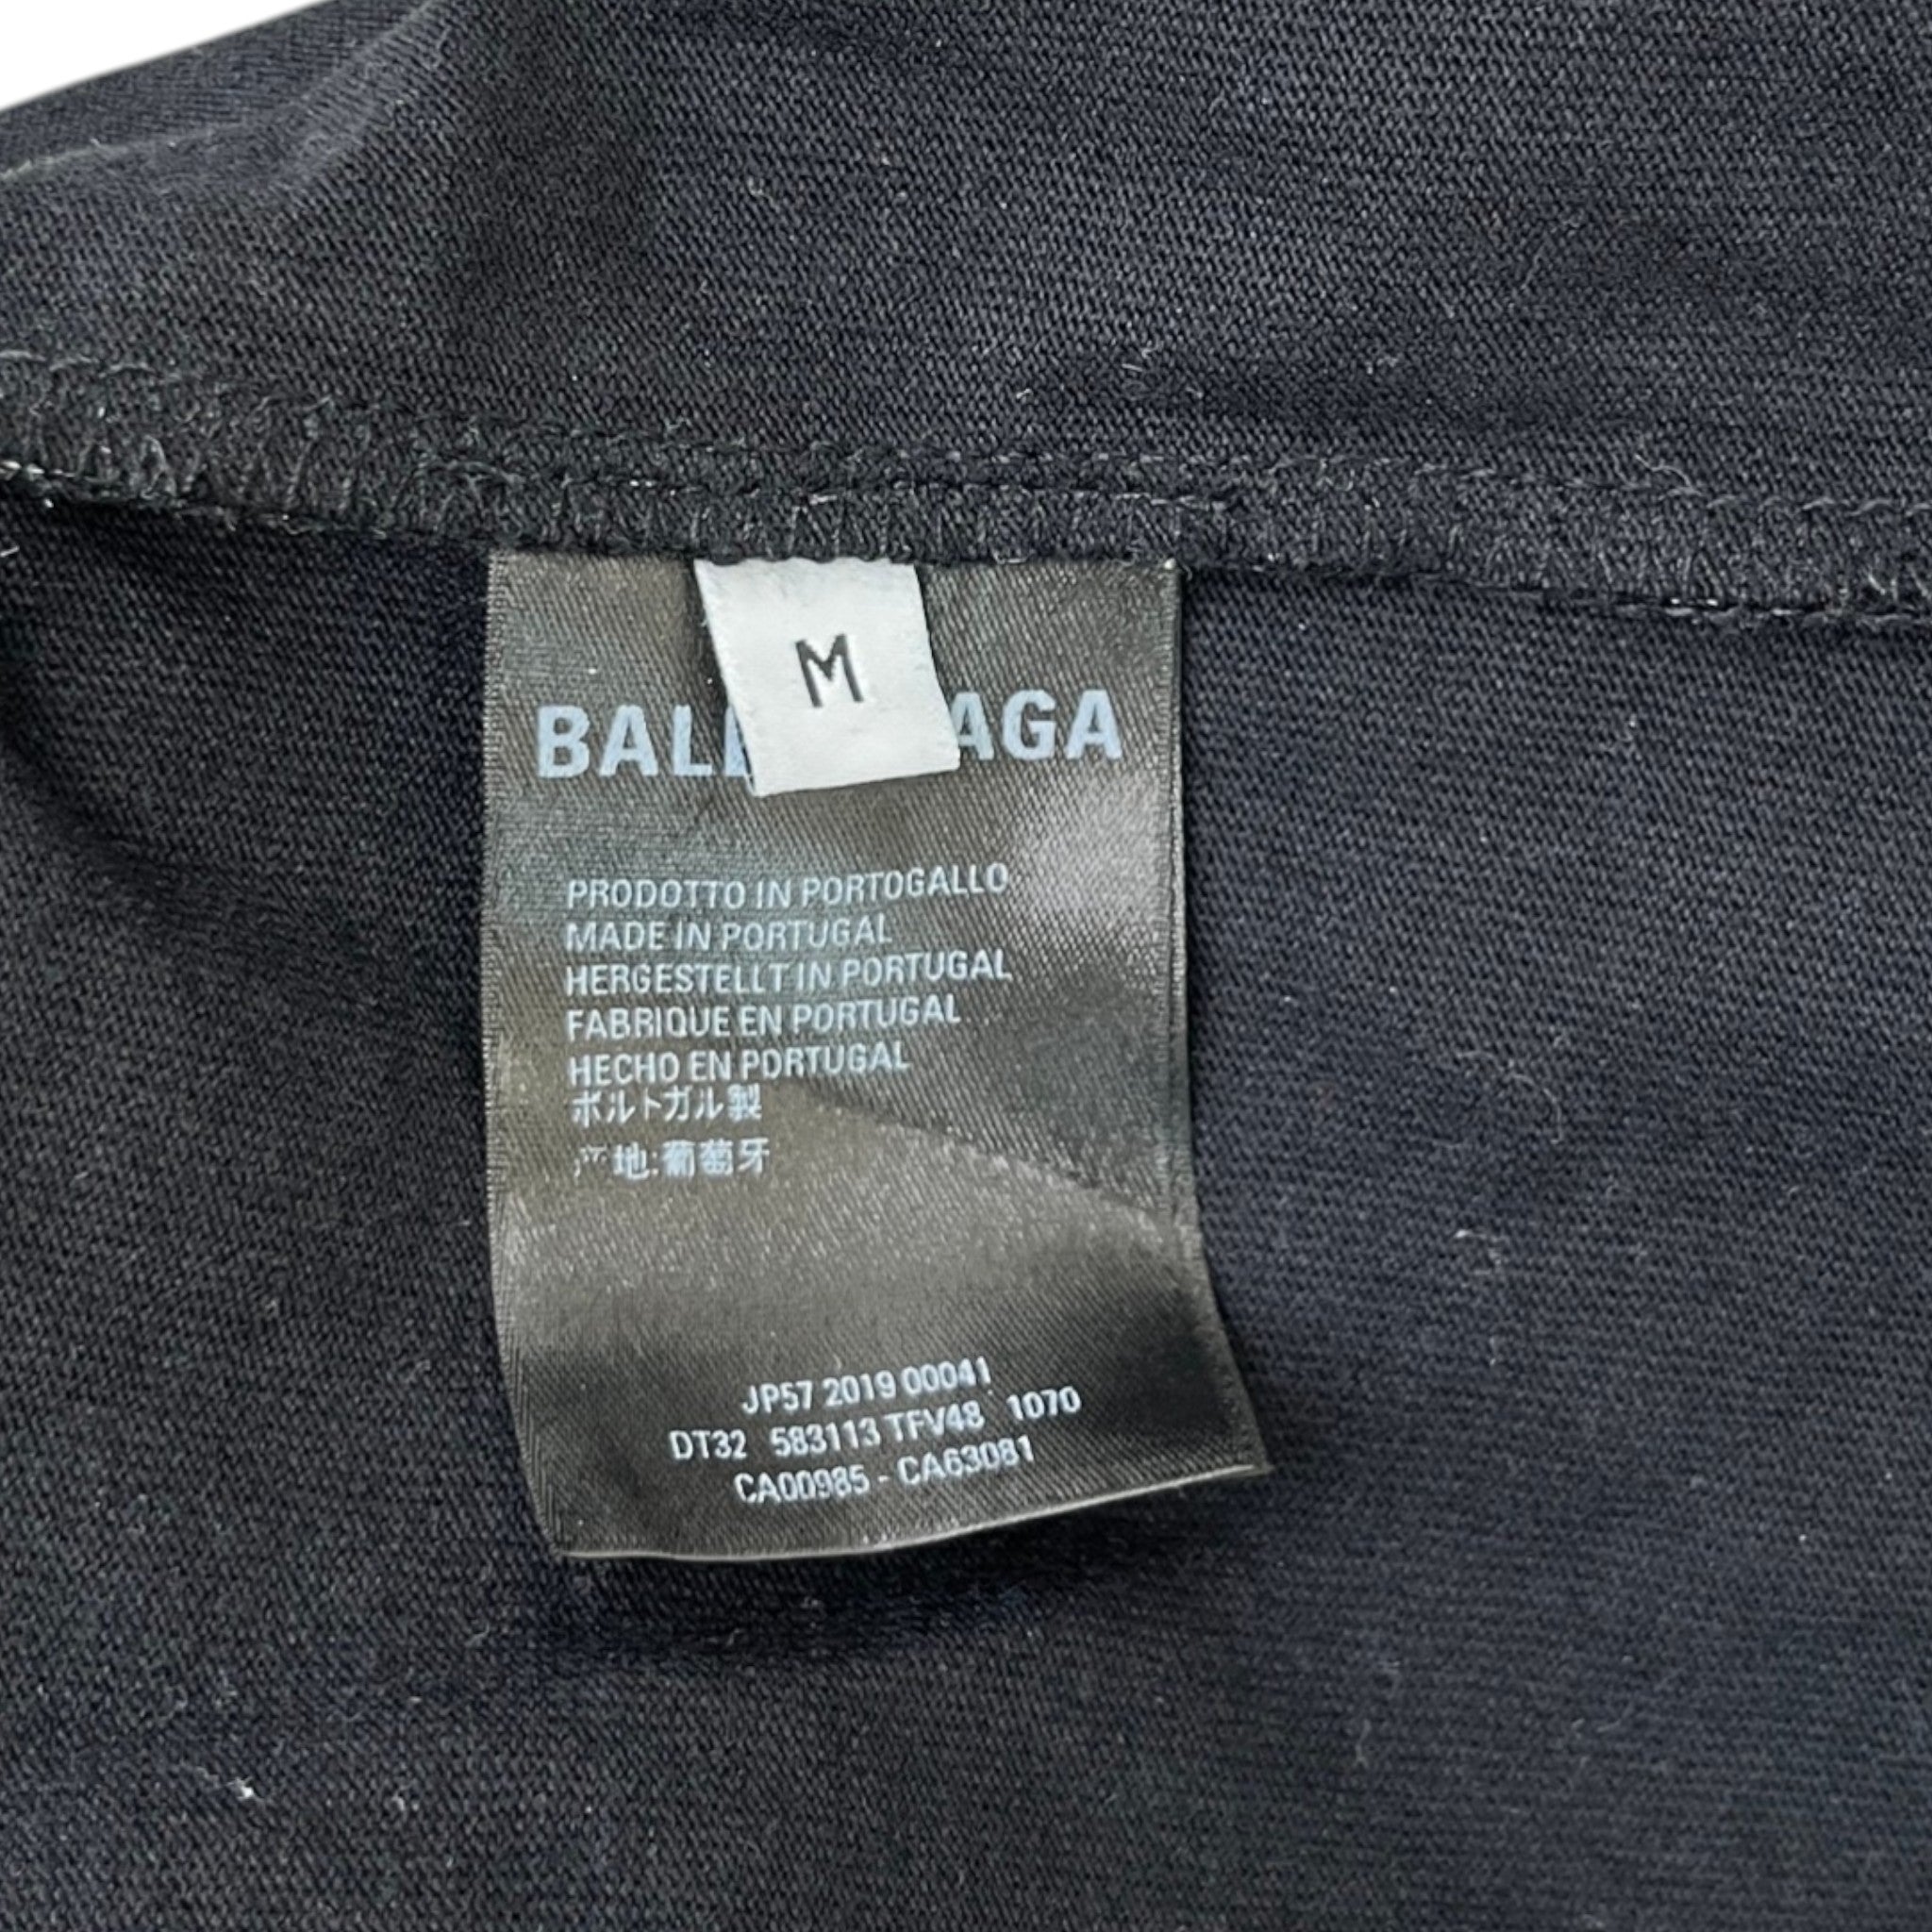 M
BALE AGA
PRODOTTO IN PORTOGALLO
MADE IN PORTUGAL
HERGESTELLT IN PORTUGAL
FABRIQUE EN PORTUGAL
HECHO EN PORTUGAL
ポルトガル製
产地:葡萄牙
JP57 2019 00041
DT32 583113 TFV48 1070
CA00985 - CA63081